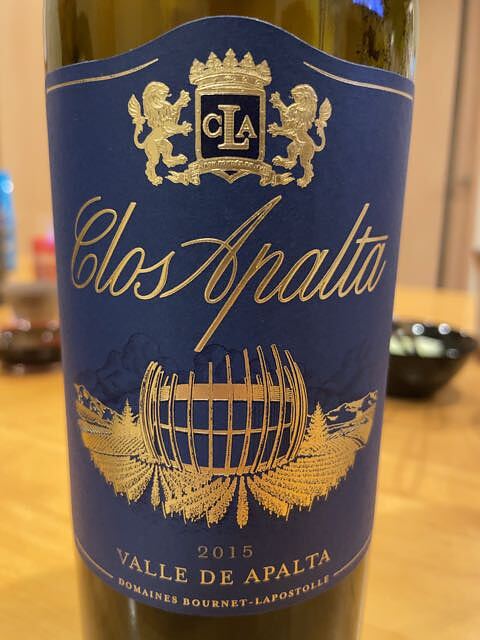 CLA
Clos Apalta
2015
VALLE DE APALTA
DOMAINES BOURNET-LAPOSTOLLE